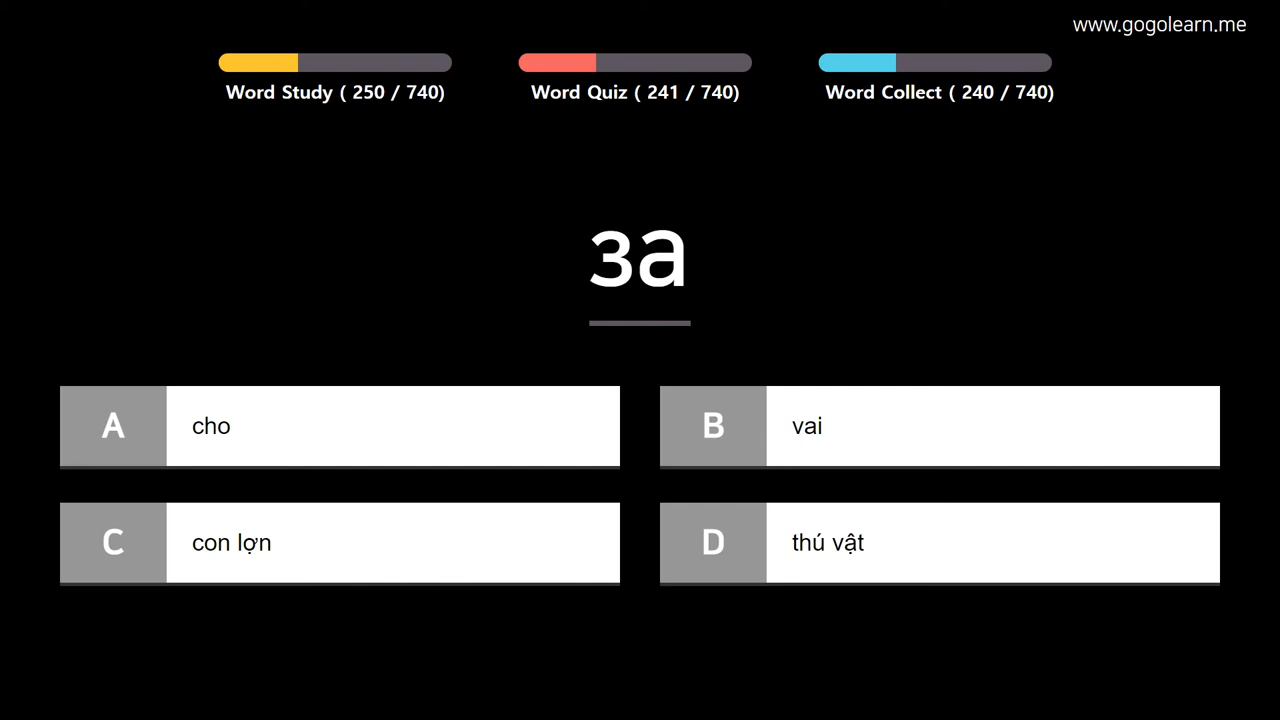 www.gogolearn.me
Word Study ( 250 / 740)
Word Quiz ( 241 / 740)
Word Collect ( 240 / 740)
за
A cho
B vai
C con lợn
D thú vật